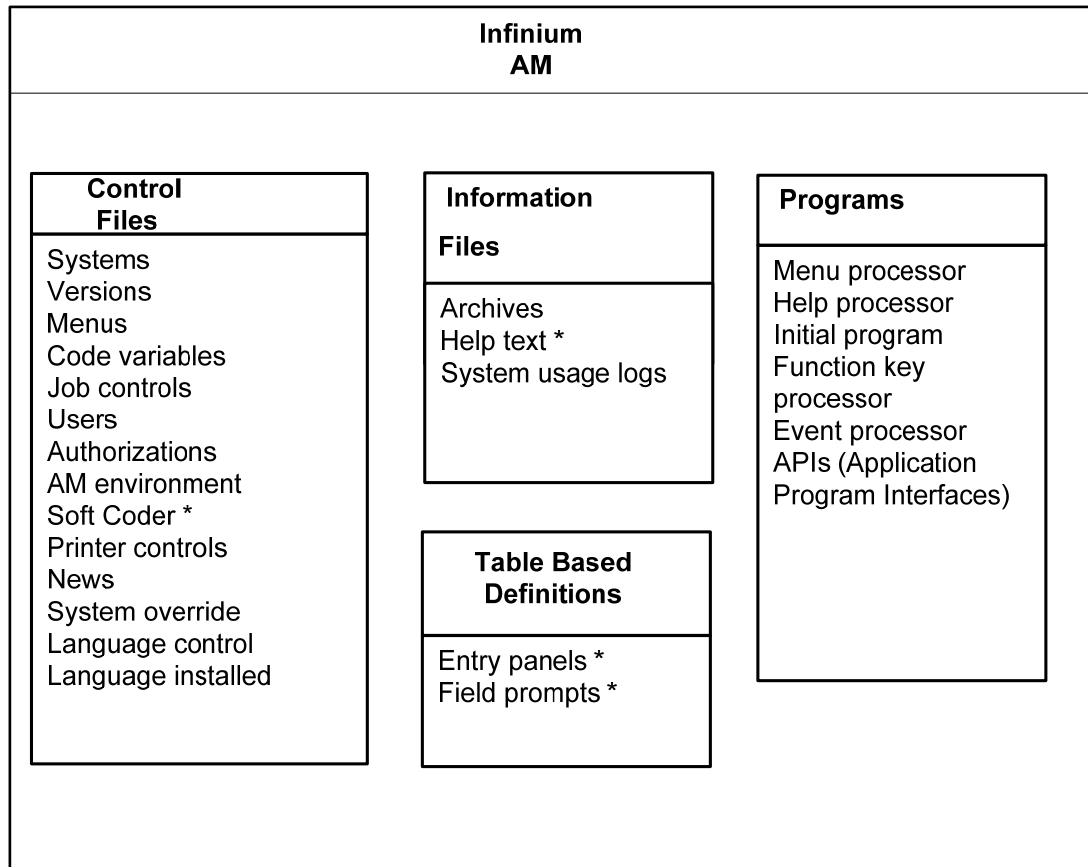 Infinium
AM
Control
Files
Systems
Versions
Menus
Code variables
Job controls
Users
Authorizations
AM environment
Soft Coder *
Printer controls
News
System override
Language control
Language installed
Information
Files
Archives
Help text *
System usage logs
Table Based
Definitions
Entry panels *
Field prompts *
Programs
Menu processor
Help processor
Initial program
Function key
processor
Event processor
APIs (Application
Program Interfaces)